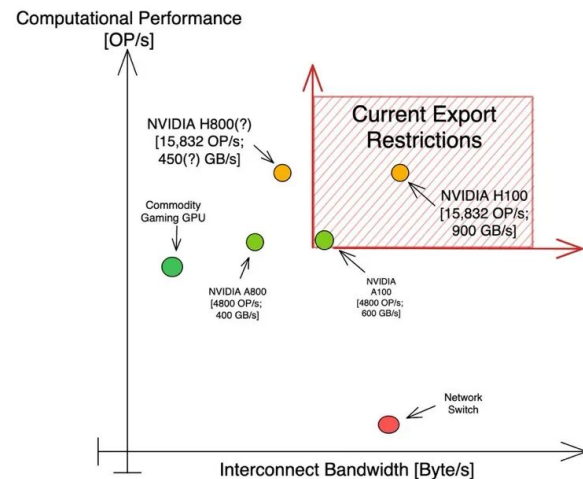 Computational Performance
[OP/s]
NVIDIA H800(?)
[15,832 OP/s;
450(?) GB/s]
Current Export
Restrictions
NVIDIA H100
[15,832 OP/s;
900 GB/s]
Commodity
Gaming GPU
NVIDIA A800
[4800 OP/s;
400 GB/s]
NVIDIA
A100
[4800 OP/s;
600 GB/s]
Network
Switch
Interconnect Bandwidth [Byte/s]